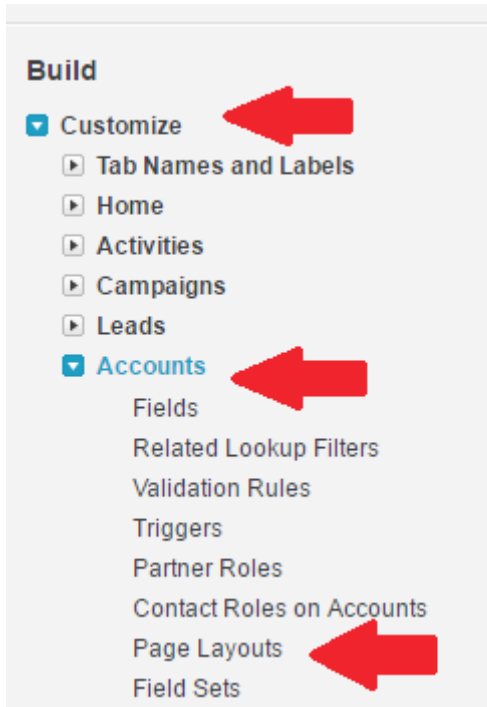 Build
Customize
Tab Names and Labels
Home
Activities
Campaigns
Leads
Accounts
Fields
Related Lookup Filters
Validation Rules
Triggers
Partner Roles
Contact Roles on Accounts
Page Layouts
Field Sets